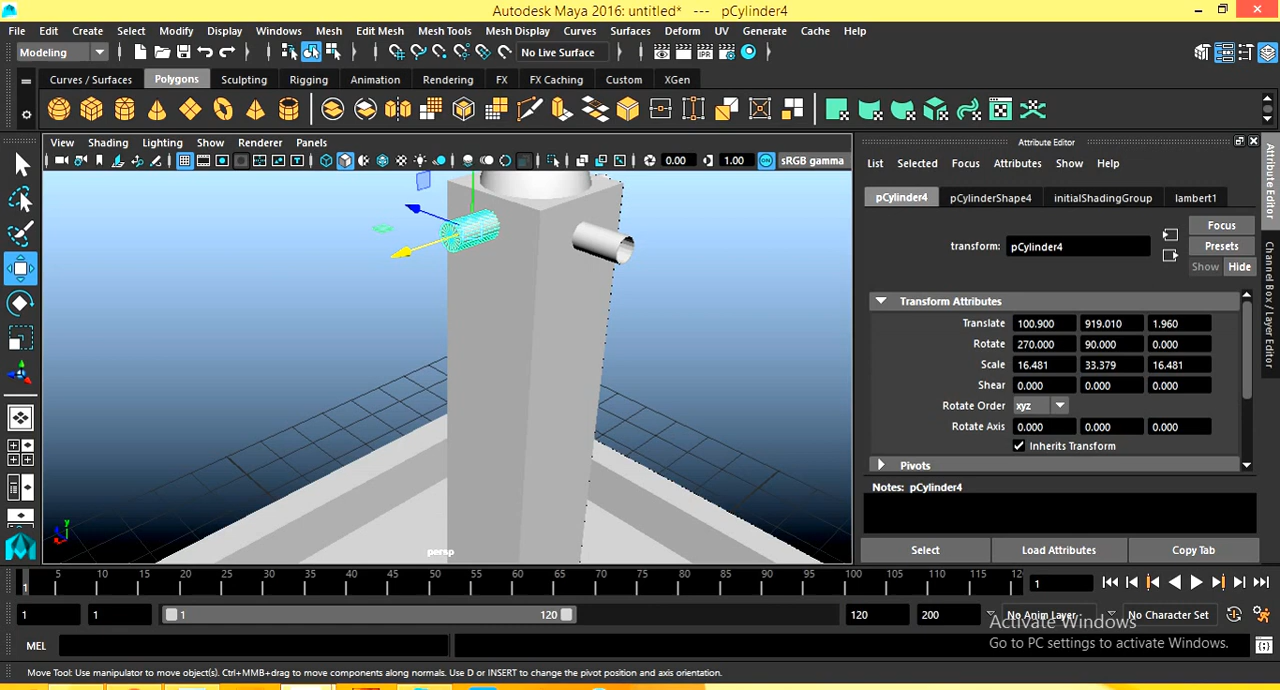 Autodesk Maya 2016: untitled*   ---   pCylinder4
File Edit Create Select Modify Display Windows Mesh Edit Mesh Mesh Tools Mesh Display Curves Surfaces Deform UV Generate Cache Help
Modeling No Live Surface
Curves / Surfaces Polygons Sculpting Rigging Animation Rendering FX FX Caching Custom XGen
IPR
View Shading Lighting Show Renderer Panels
0.00 1.00 ON sRGB gamma
y
persp
Attribute Editor
List Selected Focus Attributes Show Help
pCylinder4 pCylinderShape4 initialShadingGroup lambert1
transform: pCylinder4
Focus
Presets
Show Hide
Transform Attributes
Translate 100.900 919.010 1.960
Rotate 270.000 90.000 0.000
Scale 16.481 33.379 16.481
Shear 0.000 0.000 0.000
Rotate Order xyz
Rotate Axis 0.000 0.000 0.000
Inherits Transform
Pivots
Notes: pCylinder4
Select Load Attributes Copy Tab
Attribute Editor
Channel Box / Layer Editor
1 5 10 15 20 25 30 35 40 45 50 55 60 65 70 75 80 85 90 95 100 105 110 115 12 1
1 1 1 120 120 200 No Anim Layer No Character Set
Activate Windows
Go to PC settings to activate Windows.
MEL
Move Tool: Use manipulator to move object(s). Ctrl+MMB+drag to move components along normals. Use D or INSERT to change the pivot position and axis orientation.